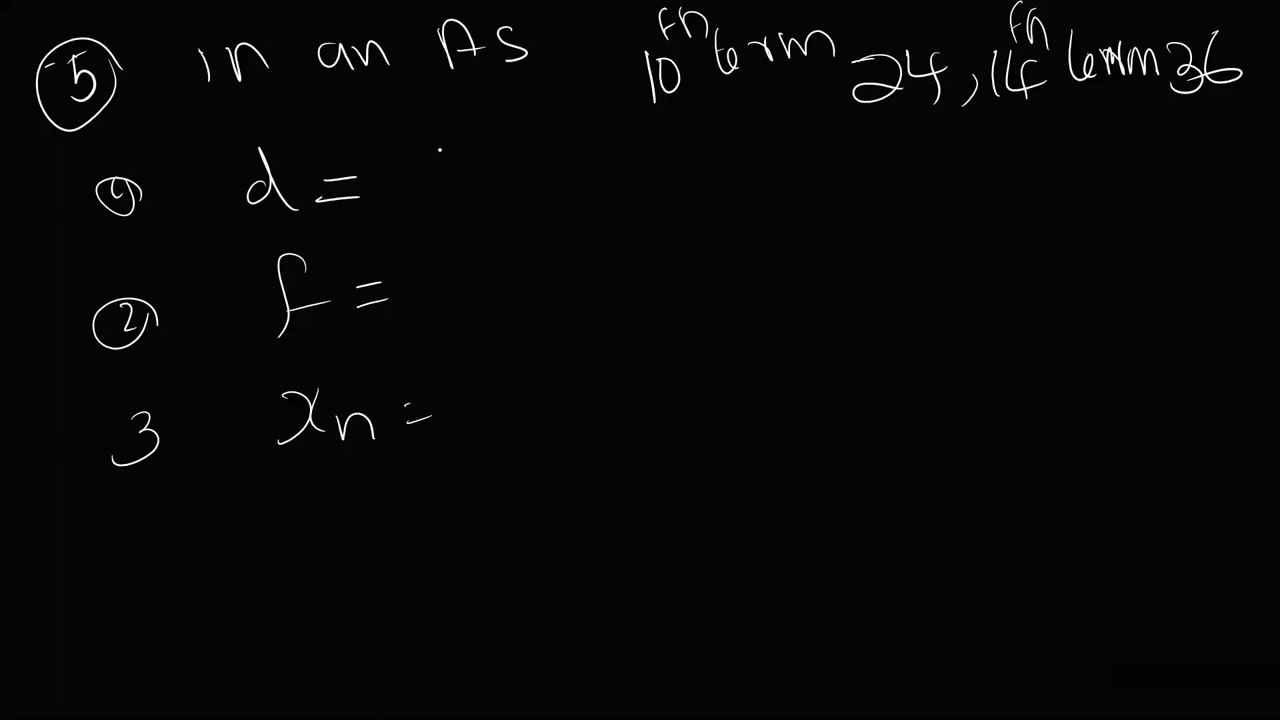 5 in an AS 10th term 24, 14th term 36
1 d =
2 f =
3 xn =